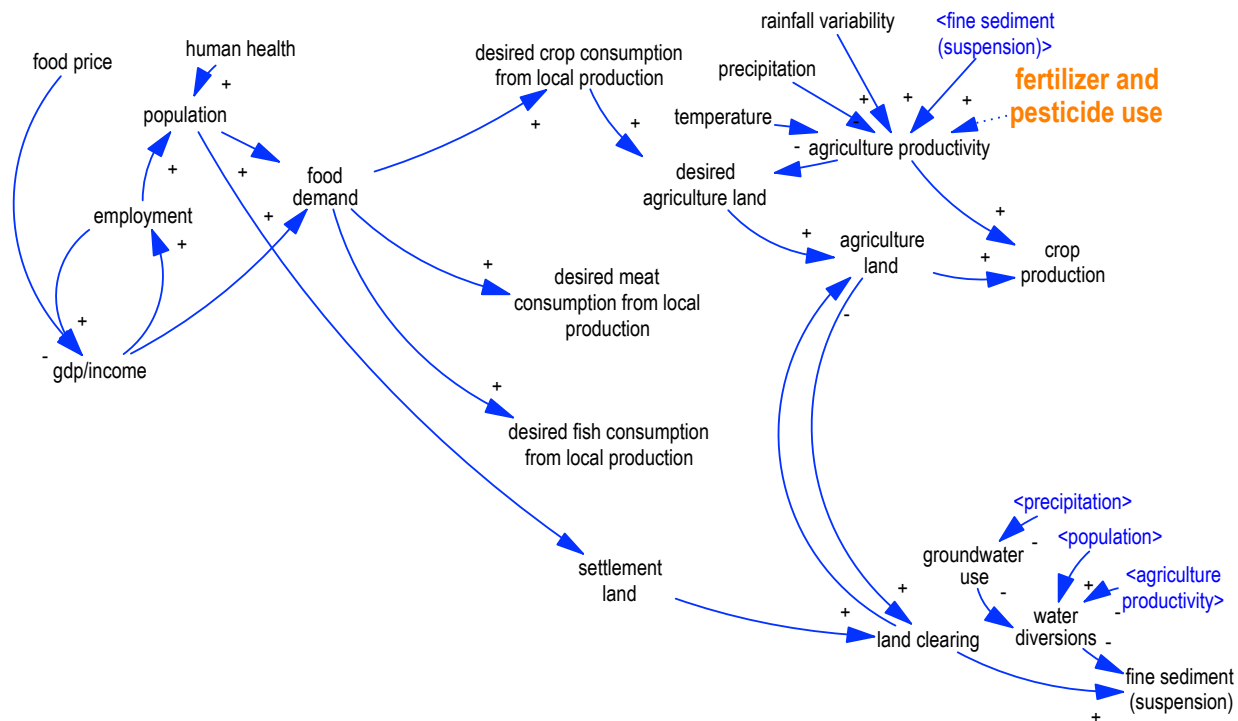 food price
human health
population
employment
gdp/income
food
demand
desired crop consumption
from local production
desired meat
consumption from local
production
desired fish consumption
from local production
settlement
land
rainfall variability
<fine sediment
(suspension)>
precipitation
fertilizer and
pesticide use
temperature
agriculture productivity
desired
agriculture land
agriculture
land
crop
production
land clearing
<precipitation>
groundwater
use
<population>
<agriculture
productivity>
water
diversions
fine sediment
(suspension)
+
+
+
+
+
-
+
+
+
+
+
+
+
+
+
-
-
+
+
+
-
+
+
-
-
+
-
-
+